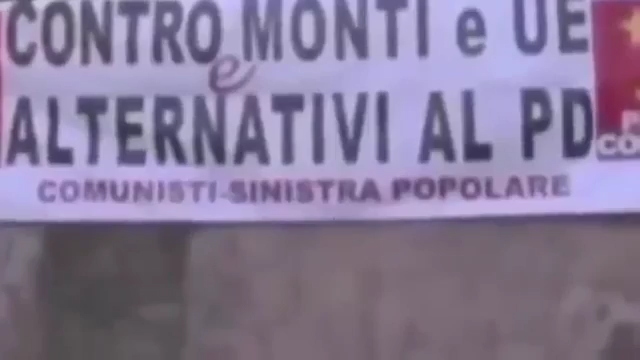 CONTRO MONTI e UE
e
ALTERNATIVI AL PD
COMUNISTI-SINISTRA POPOLARE